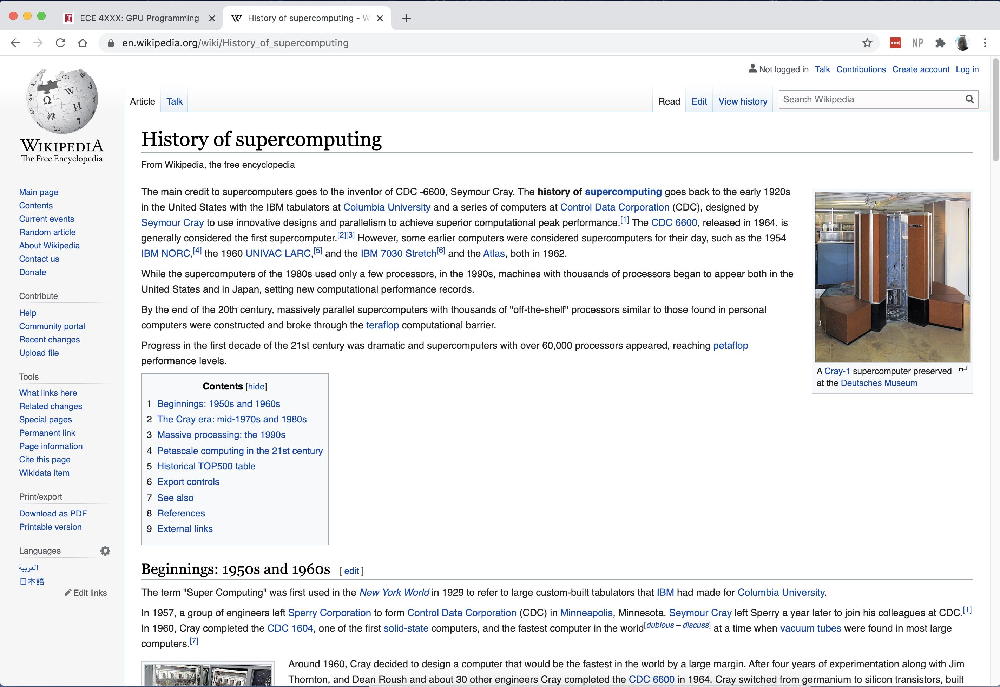 ECE 4XXX: GPU Programming
W History of supercomputing - W
en.wikipedia.org/wiki/History_of_supercomputing
NP
Not logged in Talk Contributions Create account Log in
Article Talk Read Edit View history Search Wikipedia
WIKIPEDIA
The Free Encyclopedia
Main page
Contents
Current events
Random article
About Wikipedia
Contact us
Donate
Contribute
Help
Community portal
Recent changes
Upload file
Tools
What links here
Related changes
Special pages
Permanent link
Page information
Cite this page
Wikidata item
Print/export
Download as PDF
Printable version
Languages
العربية
日本語
Edit links
History of supercomputing
From Wikipedia, the free encyclopedia
The main credit to supercomputers goes to the inventor of CDC -6600, Seymour Cray. The history of supercomputing goes back to the early 1920s
in the United States with the IBM tabulators at Columbia University and a series of computers at Control Data Corporation (CDC), designed by
Seymour Cray to use innovative designs and parallelism to achieve superior computational peak performance.[1] The CDC 6600, released in 1964, is
generally considered the first supercomputer.[2][3] However, some earlier computers were considered supercomputers for their day, such as the 1954
IBM NORC,[4] the 1960 UNIVAC LARC,[5] and the IBM 7030 Stretch[6] and the Atlas, both in 1962.
While the supercomputers of the 1980s used only a few processors, in the 1990s, machines with thousands of processors began to appear both in the
United States and in Japan, setting new computational performance records.
By the end of the 20th century, massively parallel supercomputers with thousands of "off-the-shelf" processors similar to those found in personal
computers were constructed and broke through the teraflop computational barrier.
Progress in the first decade of the 21st century was dramatic and supercomputers with over 60,000 processors appeared, reaching petaflop
performance levels.
A Cray-1 supercomputer preserved
at the Deutsches Museum
Contents [hide]
1 Beginnings: 1950s and 1960s
2 The Cray era: mid-1970s and 1980s
3 Massive processing: the 1990s
4 Petascale computing in the 21st century
5 Historical TOP500 table
6 Export controls
7 See also
8 References
9 External links
Beginnings: 1950s and 1960s [ edit ]
The term "Super Computing" was first used in the New York World in 1929 to refer to large custom-built tabulators that IBM had made for Columbia University.
In 1957, a group of engineers left Sperry Corporation to form Control Data Corporation (CDC) in Minneapolis, Minnesota. Seymour Cray left Sperry a year later to join his colleagues at CDC.[1]
In 1960, Cray completed the CDC 1604, one of the first solid-state computers, and the fastest computer in the world[dubious – discuss] at a time when vacuum tubes were found in most large
computers.[7]
Around 1960, Cray decided to design a computer that would be the fastest in the world by a large margin. After four years of experimentation along with Jim
Thornton, and Dean Roush and about 30 other engineers Cray completed the CDC 6600 in 1964. Cray switched from germanium to silicon transistors, built